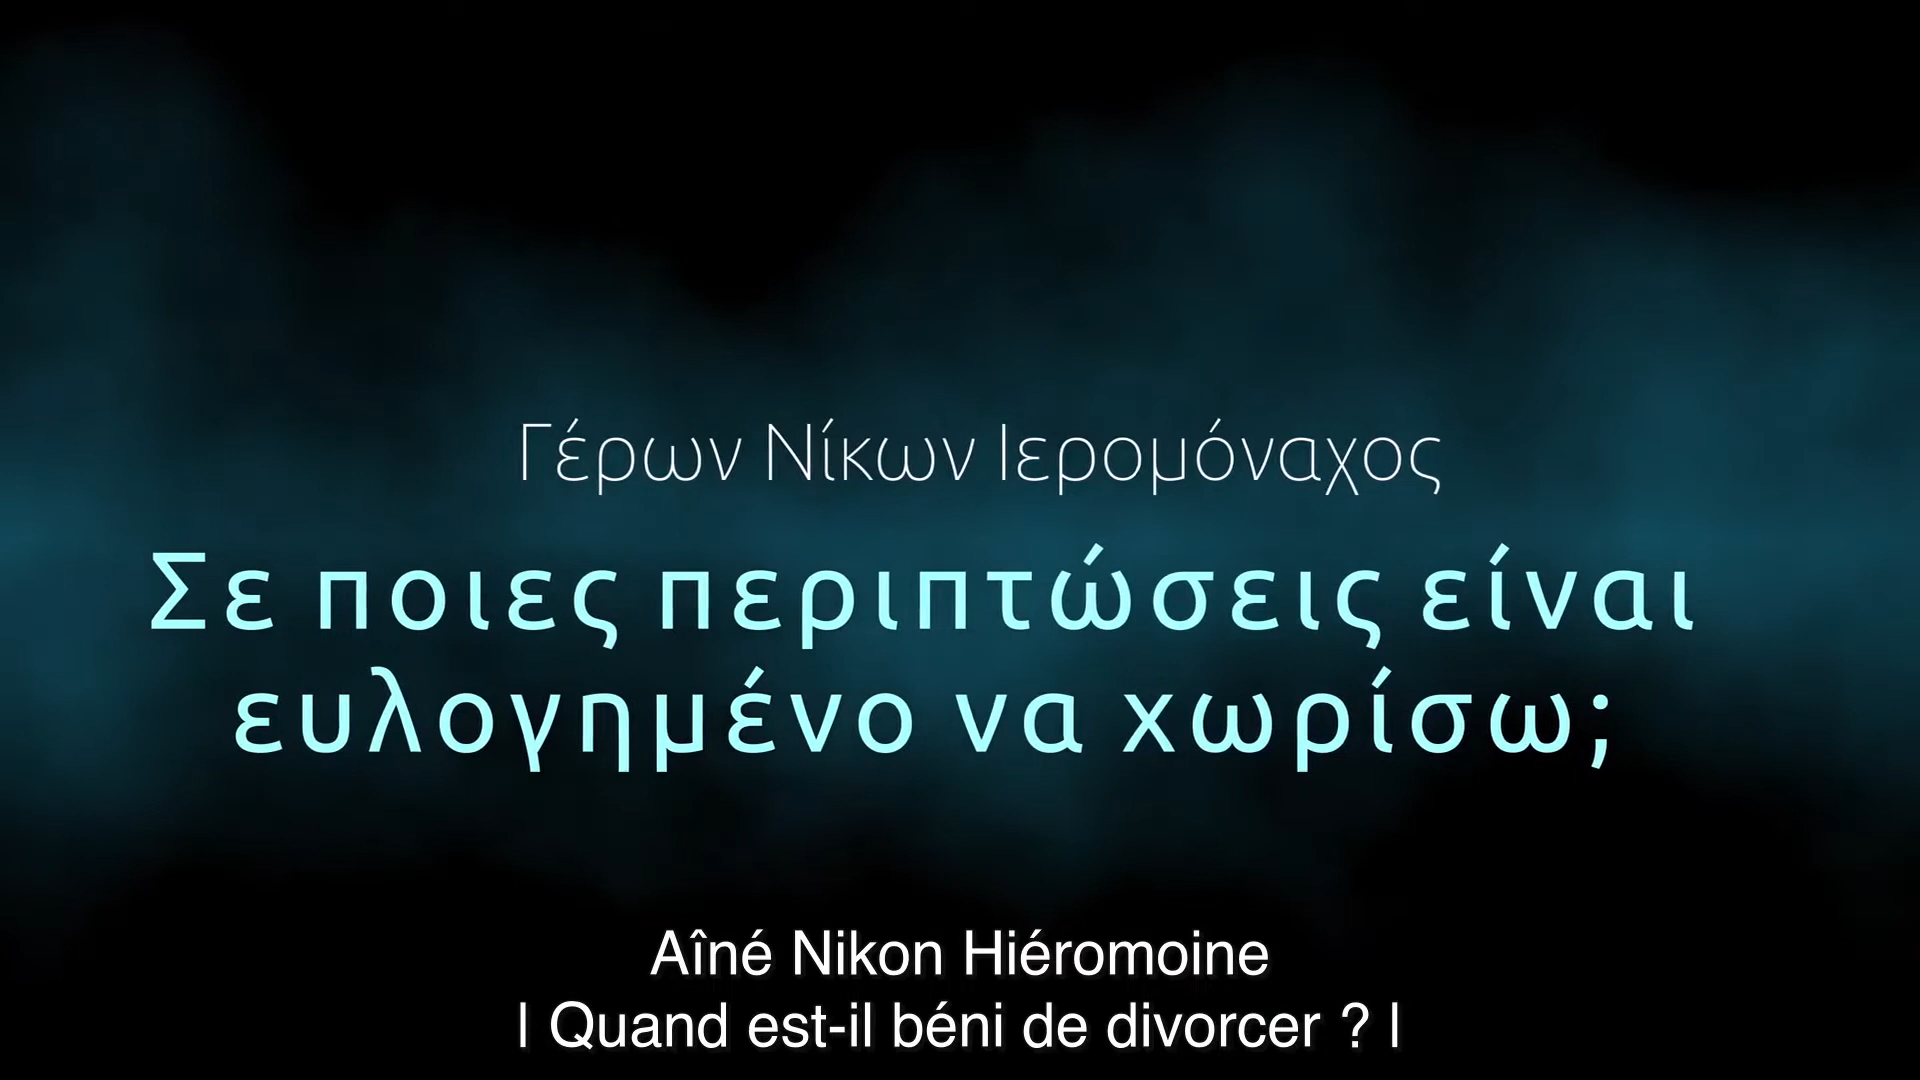 Γέρων Νίκων Ιερομόναχος
Σε ποιες περιπτώσεις είναι
ευλογημένο να χωρίσω;
Aîné Nikon Hiéromoine
| Quand est-il béni de divorcer ? |